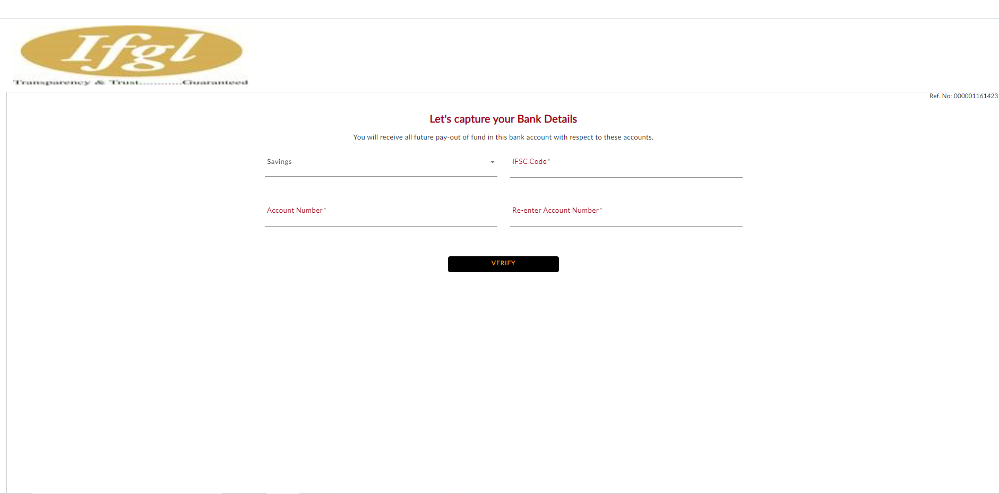 Ifgl
Transparency & Trust............Guaranteed
Ref. No: 000001161423
Let's capture your Bank Details
You will receive all future pay-out of fund in this bank account with respect to these accounts.
Savings
IFSC Code*
Account Number*
Re-enter Account Number*
VERIFY